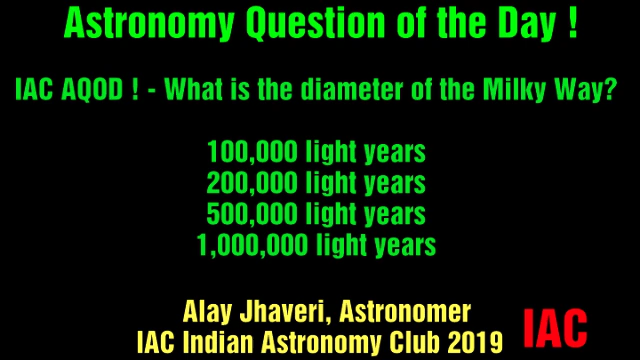 Astronomy Question of the Day !
IAC AQOD ! - What is the diameter of the Milky Way?
100,000 light years
200,000 light years
500,000 light years
1,000,000 light years
Alay Jhaveri, Astronomer
IAC Indian Astronomy Club 2019
IAC